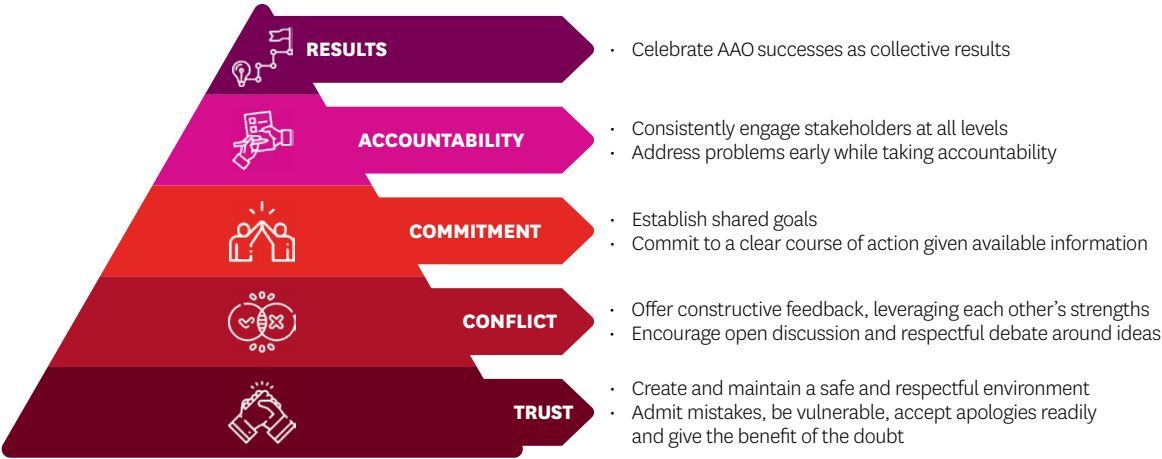 RESULTS
• Celebrate AAO successes as collective results
ACCOUNTABILITY
• Consistently engage stakeholders at all levels
• Address problems early while taking accountability
COMMITMENT
• Establish shared goals
• Commit to a clear course of action given available information
CONFLICT
• Offer constructive feedback, leveraging each other’s strengths
• Encourage open discussion and respectful debate around ideas
TRUST
• Create and maintain a safe and respectful environment
• Admit mistakes, be vulnerable, accept apologies readily
and give the benefit of the doubt